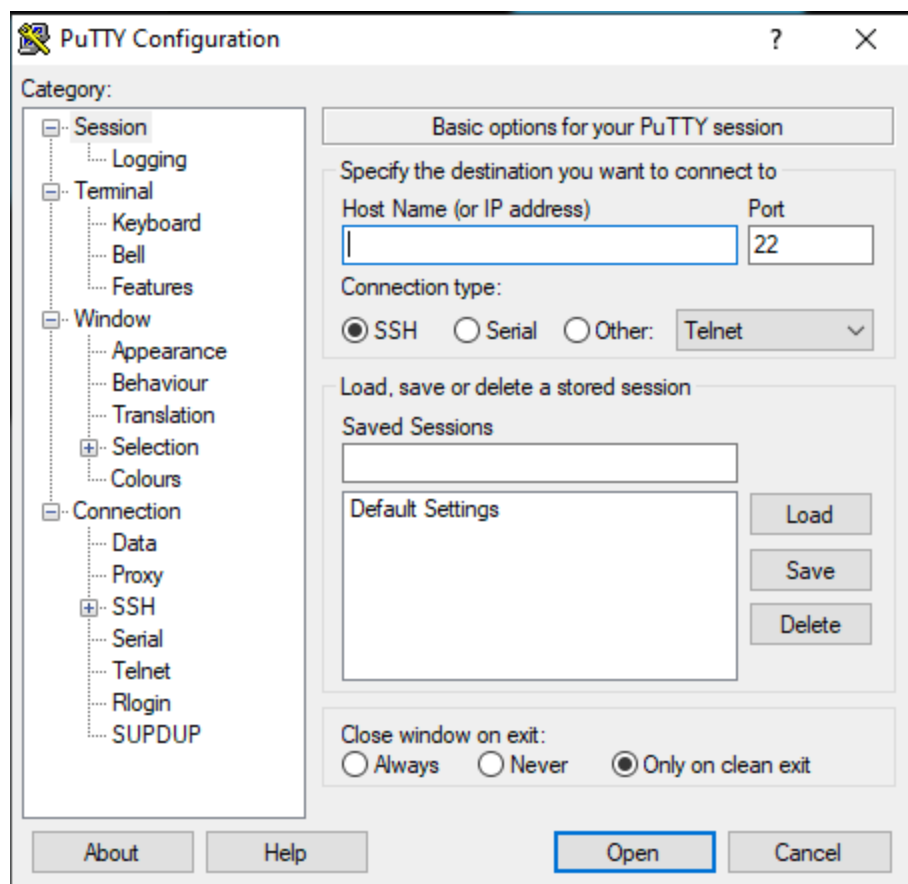 PuTTY Configuration ?
Category:
Session
Logging
Terminal
Keyboard
Bell
Features
Window
Appearance
Behaviour
Translation
Selection
Colours
Connection
Data
Proxy
SSH
Serial
Telnet
Rlogin
SUPDUP
Basic options for your PuTTY session
Specify the destination you want to connect to
Host Name (or IP address) Port
22
Connection type:
SSH Serial Other: Telnet
Load, save or delete a stored session
Saved Sessions
Default Settings
Load
Save
Delete
Close window on exit:
Always Never Only on clean exit
About Help Open Cancel